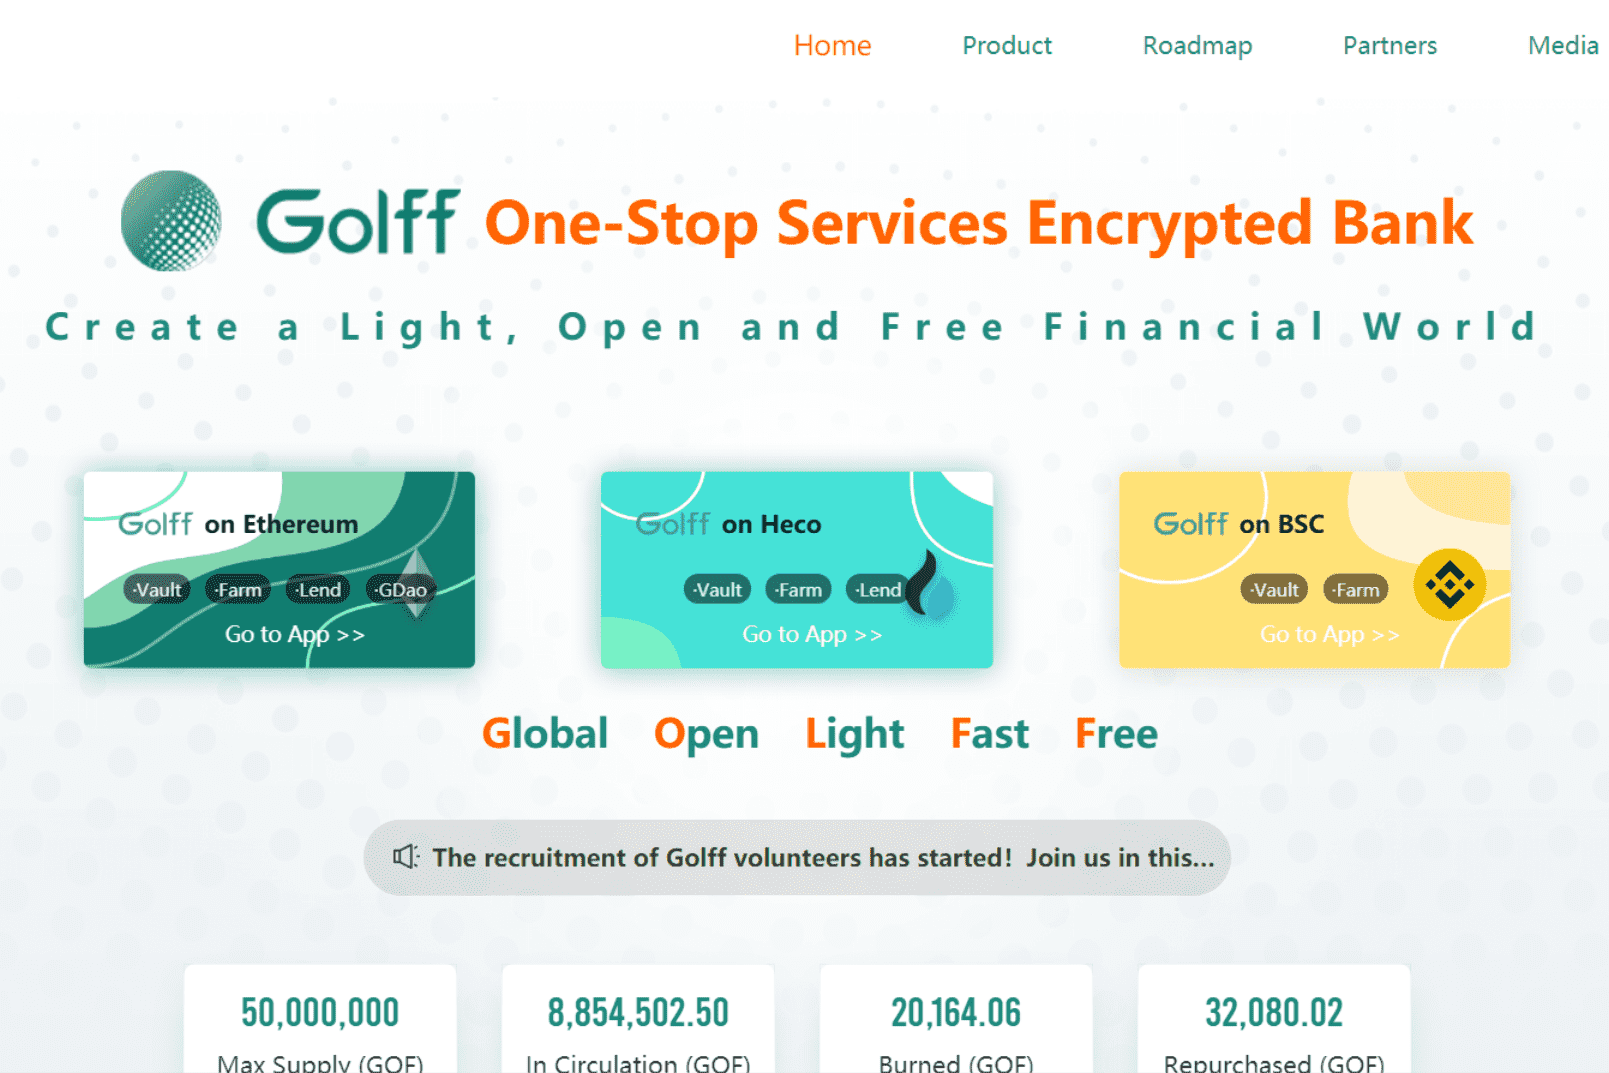 Home Product Roadmap Partners Media
Golff One-Stop Services Encrypted Bank
Create a Light, Open and Free Financial World
Golff on Ethereum
·Vault ·Farm ·Lend ·GDao
Go to App >>
Golff on Heco
·Vault ·Farm ·Lend
Go to App >>
Golff on BSC
·Vault ·Farm
Go to App >>
Global Open Light Fast Free
The recruitment of Golff volunteers has started! Join us in this...
50,000,000
Max Supply (GOF)
8,854,502.50
In Circulation (GOF)
20,164.06
Burned (GOF)
32,080.02
Repurchased (GOF)